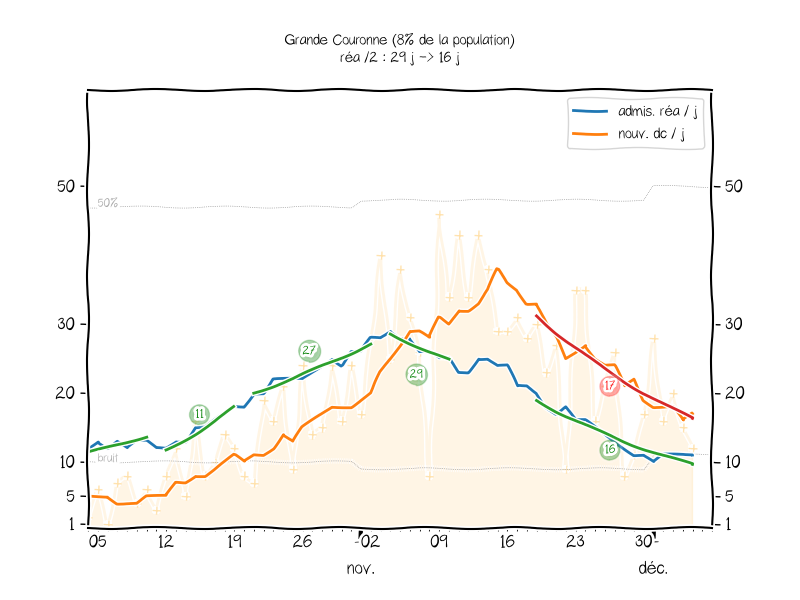 Grande Couronne (8% de la population)
réa /2 : 29 j -> 16 j
admis. réa / j
nouv. dc / j
50
50
50%
30
30
27
29
20
20
17
11
16
bruit
10
10
5
5
1
1
05 12 19 26 02 09 16 23 30
nov. déc.